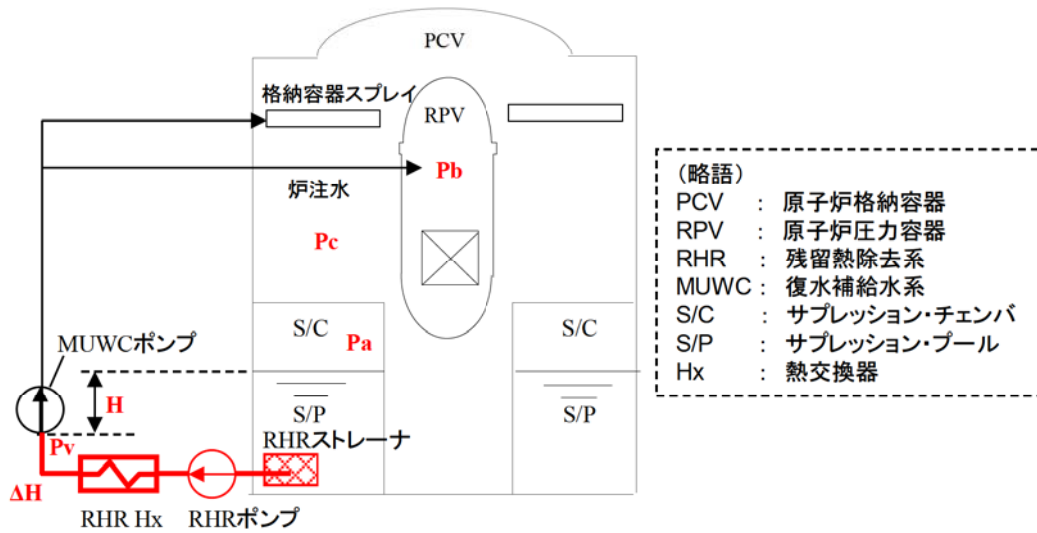 PCV
格納容器スプレイ
RPV
Pb
炉注水
Pc
S/C
Pa
S/C
MUWCポンプ
H
S/P
S/P
Pv
RHRストレーナ
ΔH
RHR Hx
RHRポンプ
(略語)
PCV : 原子炉格納容器
RPV : 原子炉圧力容器
RHR : 残留熱除去系
MUWC : 復水補給水系
S/C : サプレッション・チェンバ
S/P : サプレッション・プール
Hx : 熱交換器